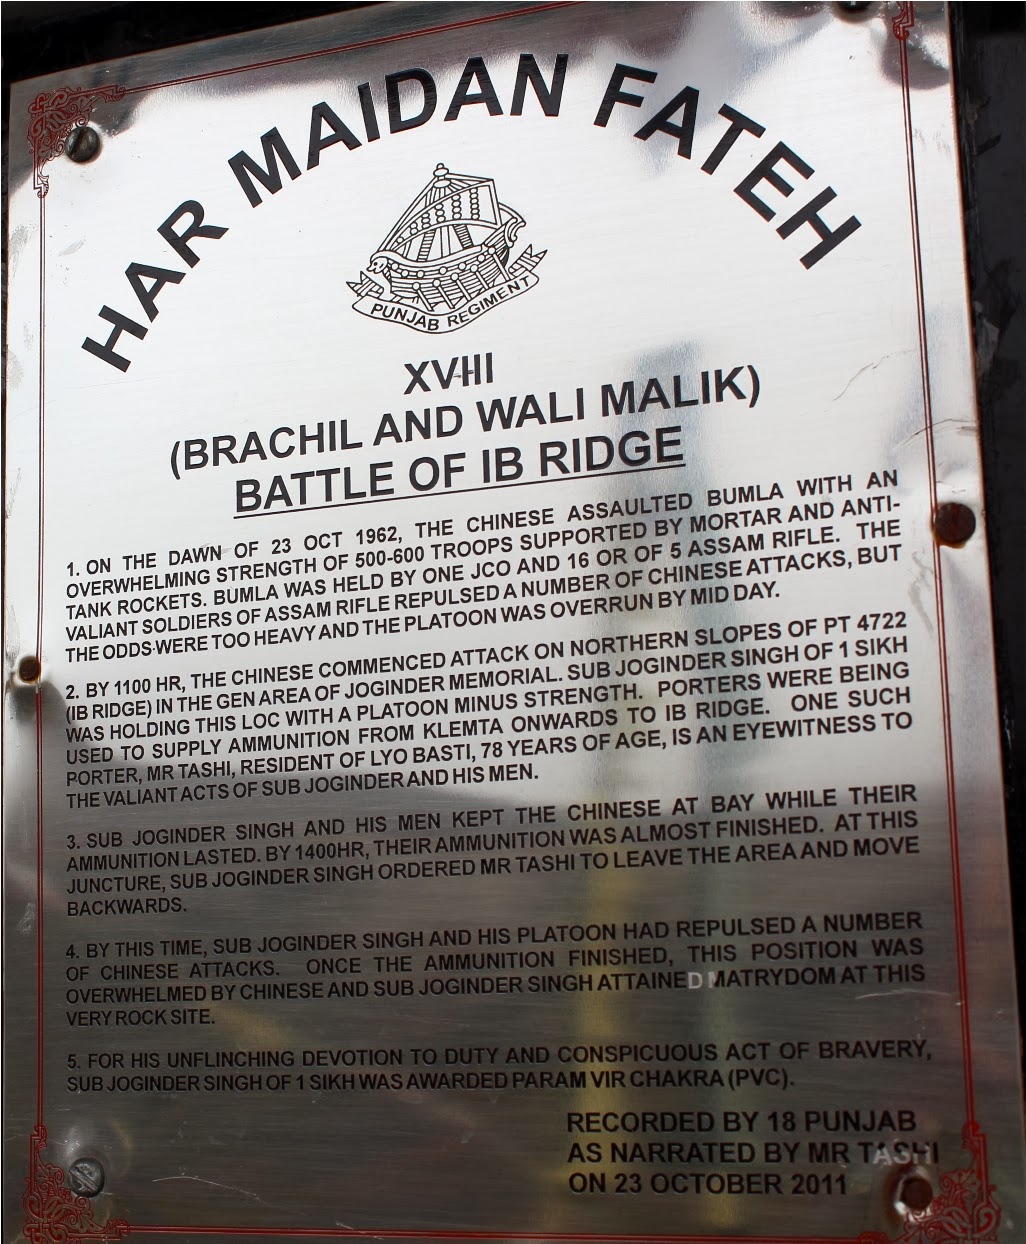 HAR MAIDAN FATEH
PUNJAB REGIMENT
XVIII
(BRACHIL AND WALI MALIK)
BATTLE OF IB RIDGE
1. ON THE DAWN OF 23 OCT 1962, THE CHINESE ASSAULTED BUMLA WITH AN
OVERWHELMING STRENGTH OF 500-600 TROOPS SUPPORTED BY MORTAR AND ANTI-
TANK ROCKETS. BUMLA WAS HELD BY ONE JCO AND 16 OR OF 5 ASSAM RIFLE. THE
VALIANT SOLDIERS OF ASSAM RIFLE REPULSED A NUMBER OF CHINESE ATTACKS, BUT
THE ODDS WERE TOO HEAVY AND THE PLATOON WAS OVERRUN BY MID DAY.
2. BY 1100 HR, THE CHINESE COMMENCED ATTACK ON NORTHERN SLOPES OF PT 4722
(IB RIDGE) IN THE GEN AREA OF JOGINDER MEMORIAL. SUB JOGINDER SINGH OF 1 SIKH
WAS HOLDING THIS LOC WITH A PLATOON MINUS STRENGTH. PORTERS WERE BEING
USED TO SUPPLY AMMUNITION FROM KLEMTA ONWARDS TO IB RIDGE. ONE SUCH
PORTER, MR TASHI, RESIDENT OF LYO BASTI, 78 YEARS OF AGE, IS AN EYEWITNESS TO
THE VALIANT ACTS OF SUB JOGINDER AND HIS MEN.
3. SUB JOGINDER SINGH AND HIS MEN KEPT THE CHINESE AT BAY WHILE THEIR
AMMUNITION LASTED. BY 1400HR, THEIR AMMUNITION WAS ALMOST FINISHED. AT THIS
JUNCTURE, SUB JOGINDER SINGH ORDERED MR TASHI TO LEAVE THE AREA AND MOVE
BACKWARDS.
4. BY THIS TIME, SUB JOGINDER SINGH AND HIS PLATOON HAD REPULSED A NUMBER
OF CHINESE ATTACKS. ONCE THE AMMUNITION FINISHED, THIS POSITION WAS
OVERWHELMED BY CHINESE AND SUB JOGINDER SINGH ATTAINED MATRYDOM AT THIS
VERY ROCK SITE.
5. FOR HIS UNFLINCHING DEVOTION TO DUTY AND CONSPICUOUS ACT OF BRAVERY,
SUB JOGINDER SINGH OF 1 SIKH WAS AWARDED PARAM VIR CHAKRA (PVC).
RECORDED BY 18 PUNJAB
AS NARRATED BY MR TASHI
ON 23 OCTOBER 2011